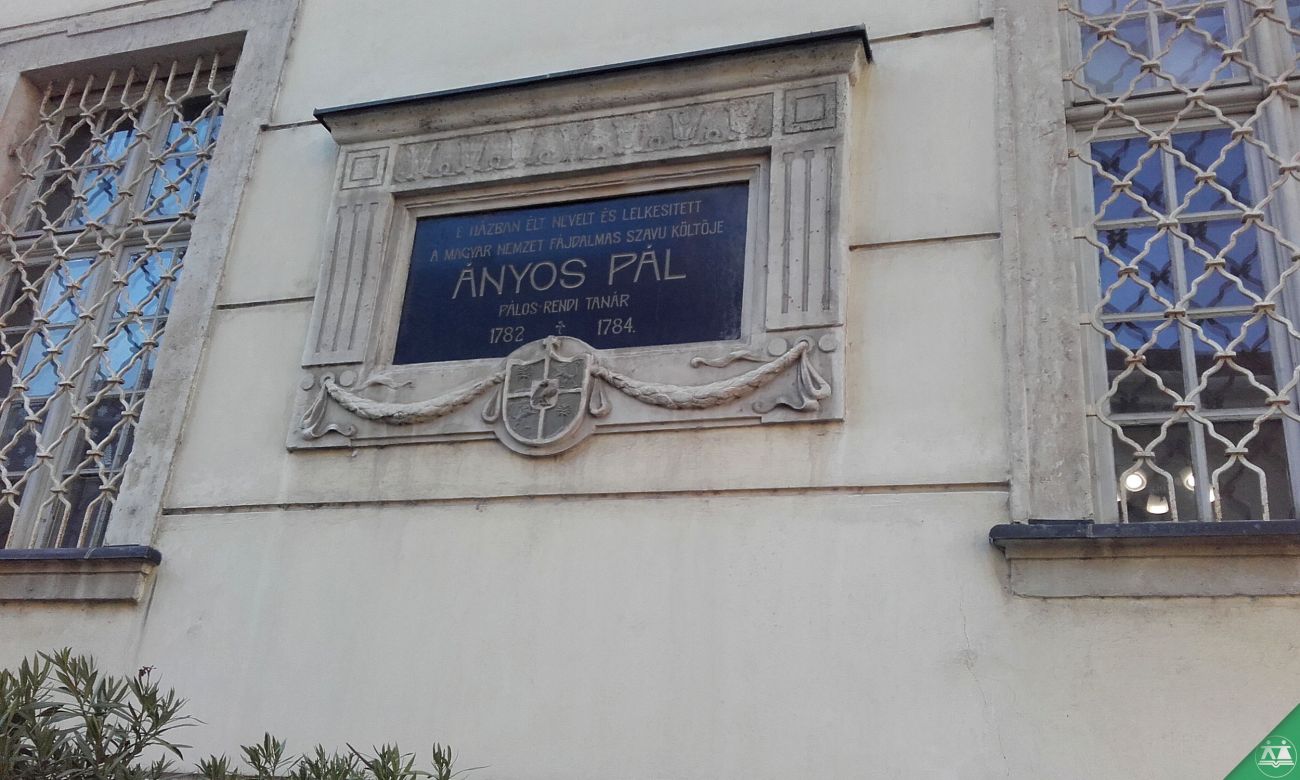 E HÁZBAN ÉLT NEVELT ÉS LELKESITETT
A MAGYAR NEMZET FÁJDALMAS SZAVU KÖLTŐJE
ÁNYOS PÁL
PÁLOS-RENDI TANÁR
1782 † 1784.